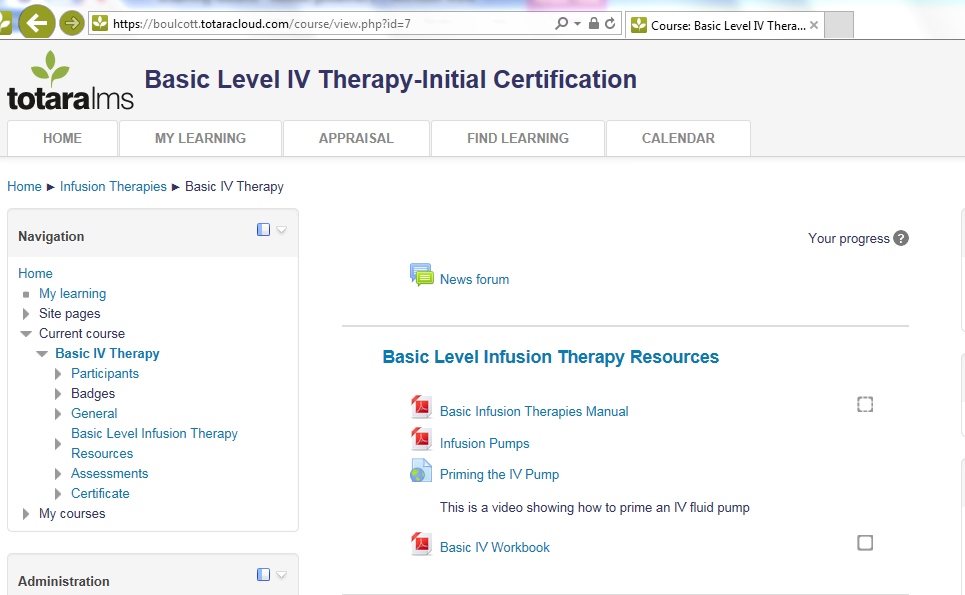 https://boulcott.totaracloud.com/course/view.php?id=7
Course: Basic Level IV Thera...
totaralms
Basic Level IV Therapy-Initial Certification
HOME
MY LEARNING
APPRAISAL
FIND LEARNING
CALENDAR
Home ► Infusion Therapies ► Basic IV Therapy
Navigation
Home
My learning
Site pages
Current course
Basic IV Therapy
Participants
Badges
General
Basic Level Infusion Therapy
Resources
Assessments
Certificate
My courses
Administration
Your progress ?
News forum
Basic Level Infusion Therapy Resources
Basic Infusion Therapies Manual
Infusion Pumps
Priming the IV Pump
This is a video showing how to prime an IV fluid pump
Basic IV Workbook